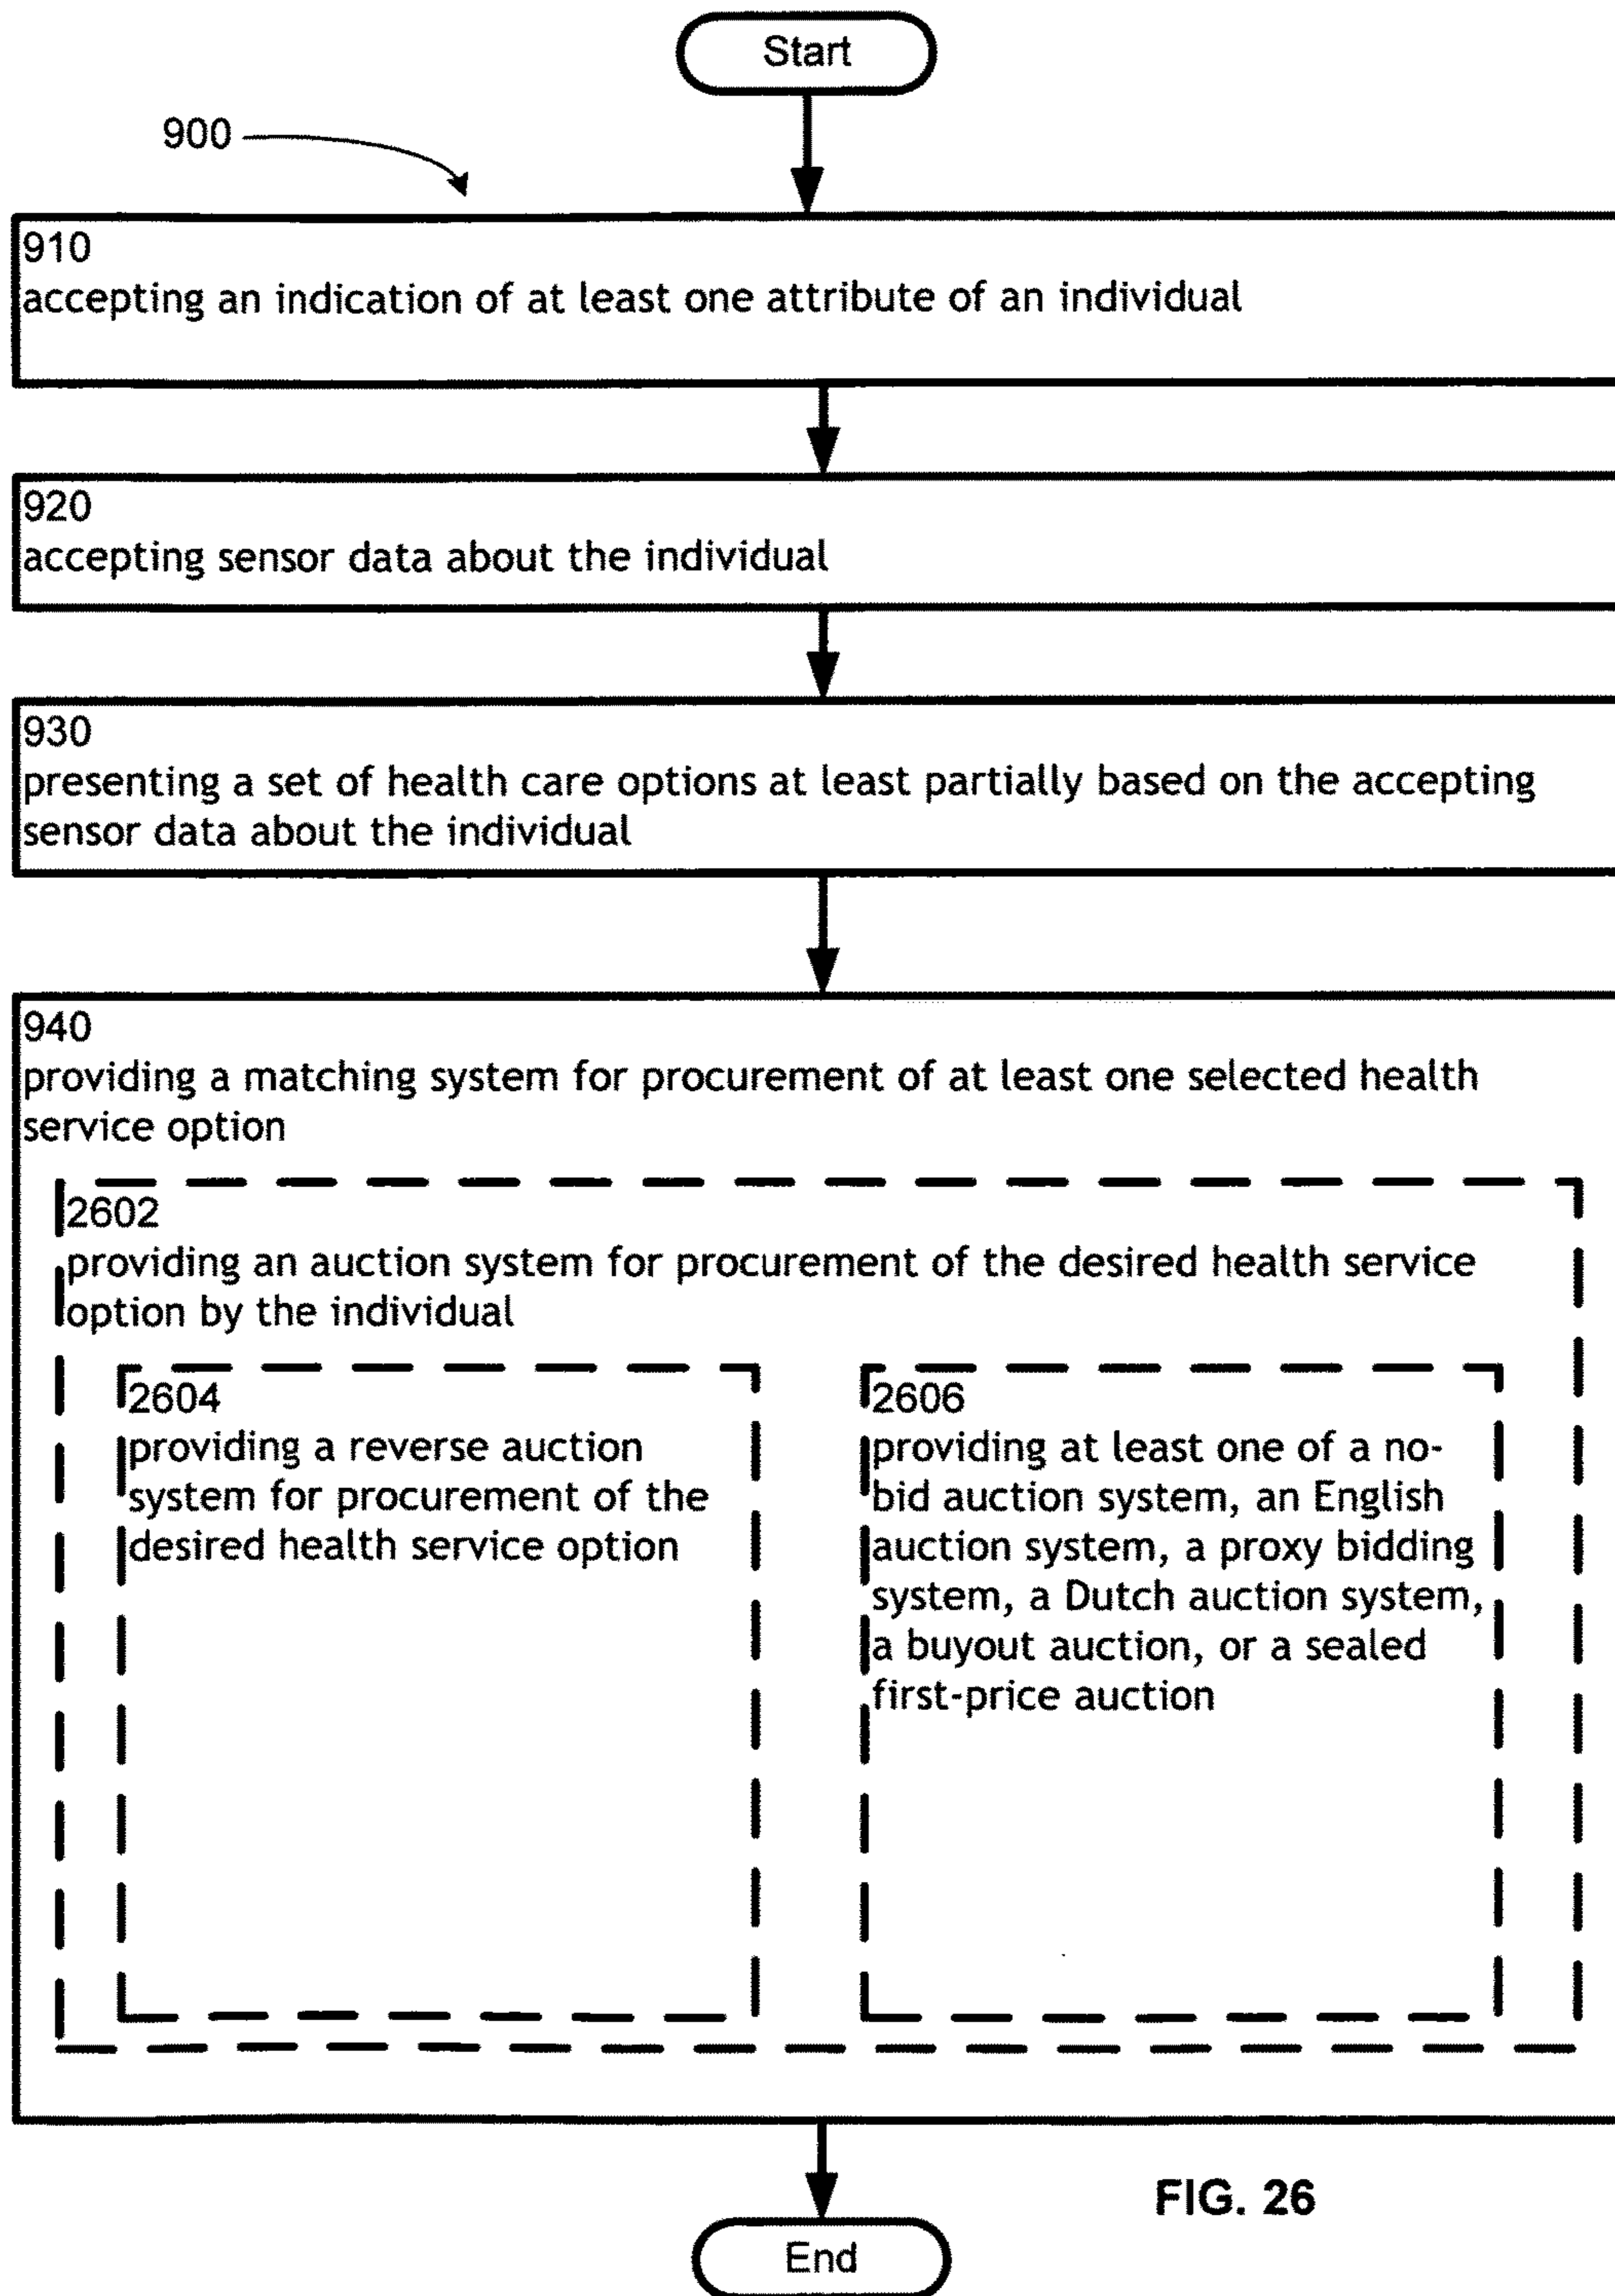 Start
900
910
accepting an indication of at least one attribute of an individual
920
accepting sensor data about the individual
930
presenting a set of health care options at least partially based on the accepting
sensor data about the individual
940
providing a matching system for procurement of at least one selected health
service option
2602
providing an auction system for procurement of the desired health service
option by the individual
2604
providing a reverse auction
system for procurement of the
desired health service option
2606
providing at least one of a no-
bid auction system, an English
auction system, a proxy bidding
system, a Dutch auction system,
a buyout auction, or a sealed
first-price auction
FIG. 26
End